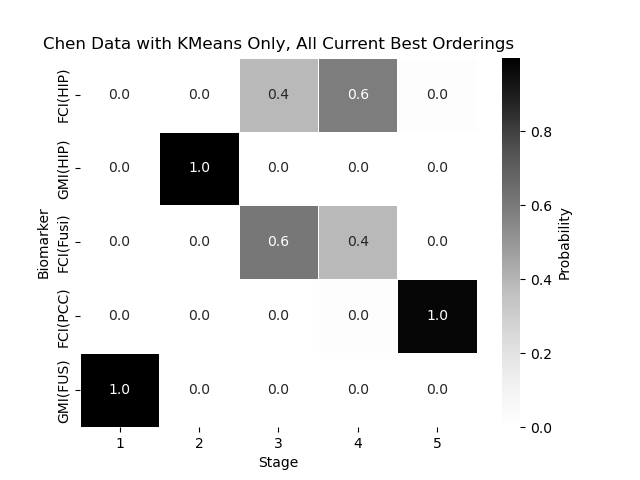 Chen Data with KMeans Only, All Current Best Orderings
Biomarker
FCI(HIP) 0.0 0.0 0.4 0.6 0.0
GMI(HIP) 0.0 1.0 0.0 0.0 0.0
FCI(Fusi) 0.0 0.0 0.6 0.4 0.0
FCI(PCC) 0.0 0.0 0.0 0.0 1.0
GMI(FUS) 1.0 0.0 0.0 0.0 0.0
1 2 3 4 5
Stage
0.8
0.6
0.4
0.2
0.0
Probability